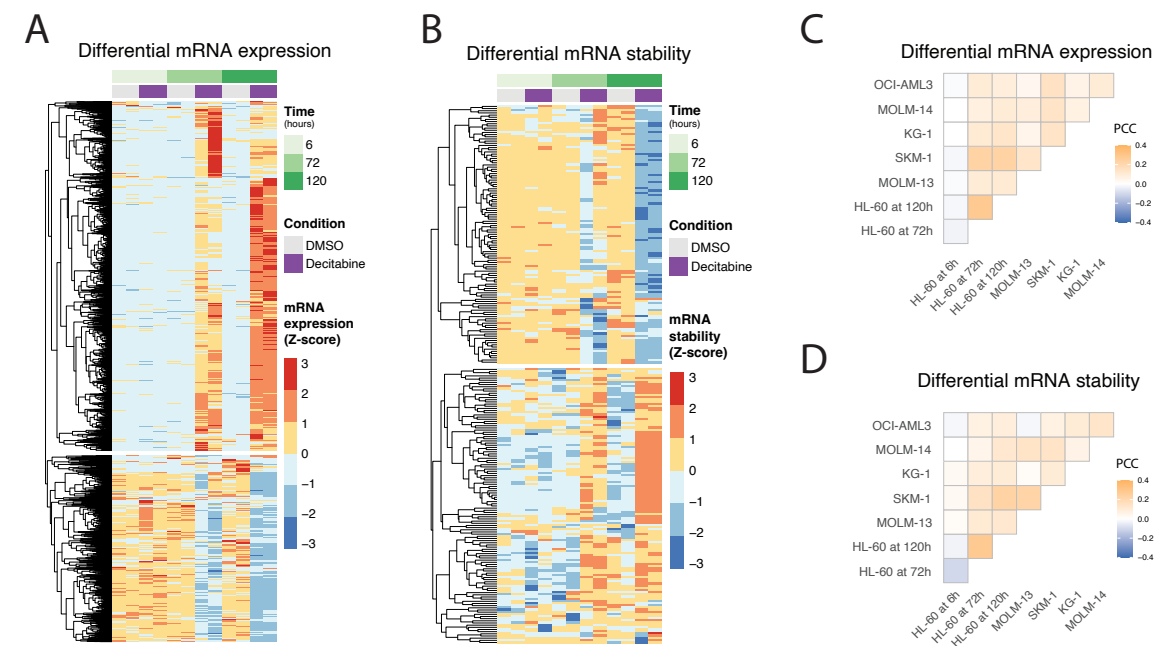 A
Differential mRNA expression
Time
(hours)
6
72
120
Condition
DMSO
Decitabine
mRNA
expression
(Z-score)
3
2
1
0
−1
−2
−3
B
Differential mRNA stability
Time
(hours)
6
72
120
Condition
DMSO
Decitabine
mRNA
stability
(Z-score)
3
2
1
0
−1
−2
−3
C
Differential mRNA expression
OCI-AML3
MOLM-14
KG-1
SKM-1
MOLM-13
HL-60 at 120h
HL-60 at 72h
HL-60 at 6h
HL-60 at 72h
HL-60 at 120h
MOLM-13
SKM-1
KG-1
MOLM-14
PCC
0.4
0.2
0.0
−0.2
−0.4
D
Differential mRNA stability
OCI-AML3
MOLM-14
KG-1
SKM-1
MOLM-13
HL-60 at 120h
HL-60 at 72h
HL-60 at 6h
HL-60 at 72h
HL-60 at 120h
MOLM-13
SKM-1
KG-1
MOLM-14
PCC
0.4
0.2
0.0
−0.2
−0.4